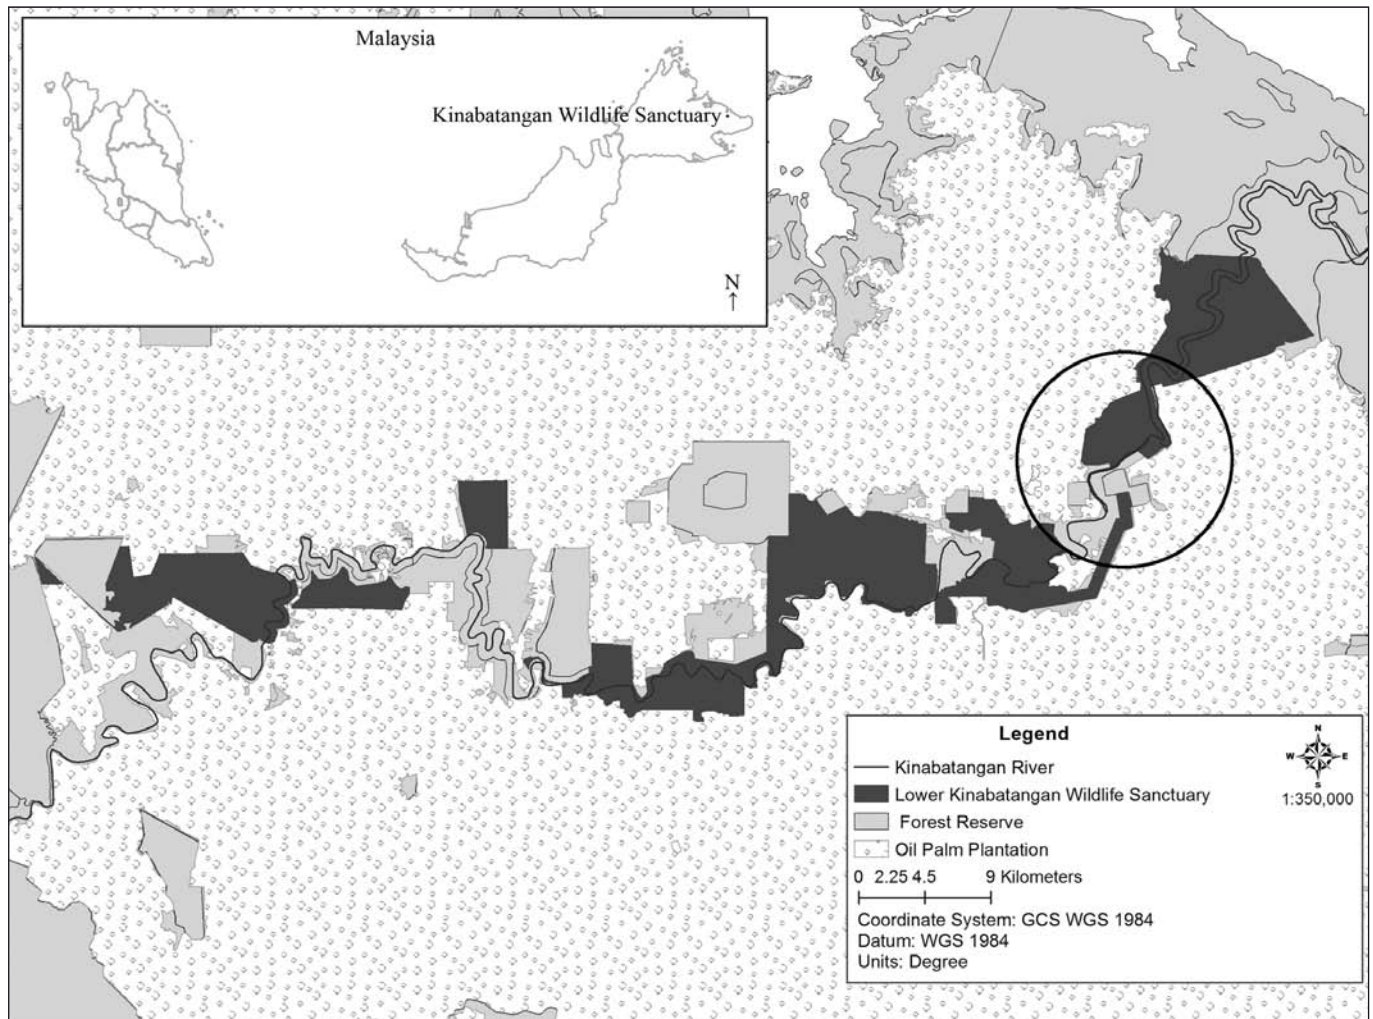 Malaysia
Kinabatangan Wildlife Sanctuary
N
Legend
Kinabatangan River
Lower Kinabatangan Wildlife Sanctuary
Forest Reserve
Oil Palm Plantation
0 2.25 4.5 9 Kilometers
Coordinate System: GCS WGS 1984
Datum: WGS 1984
Units: Degree
N
W E
S
1:350,000